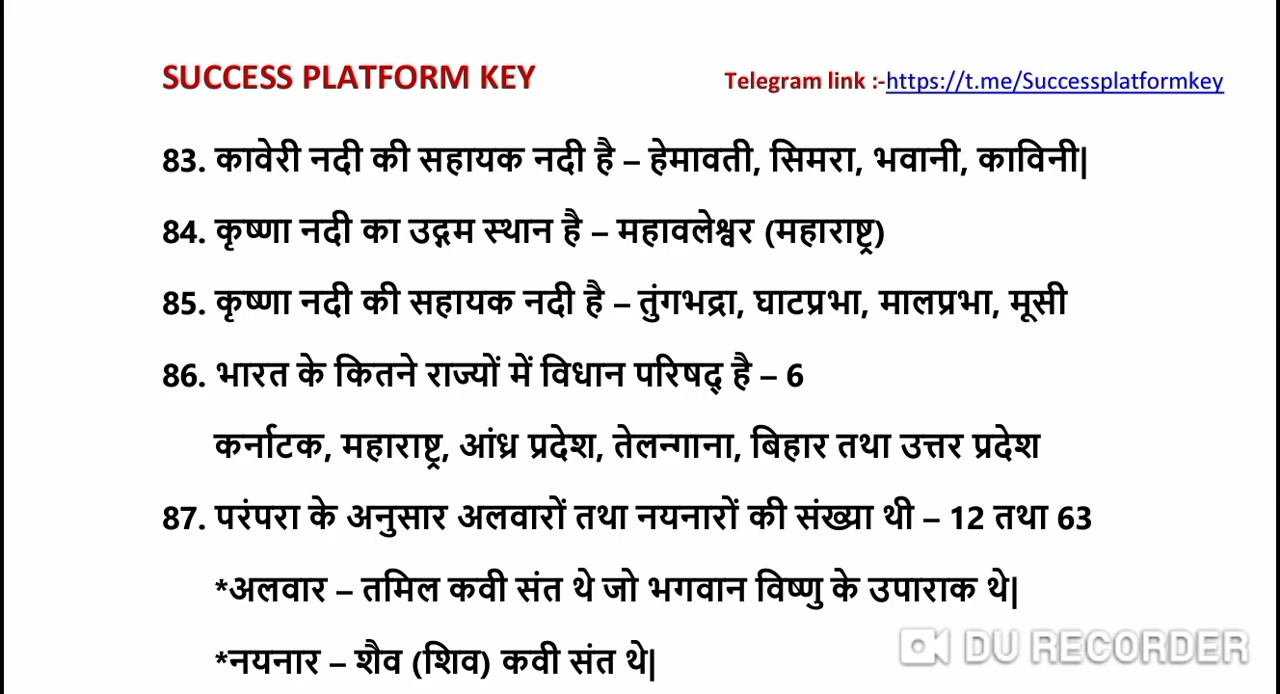 SUCCESS PLATFORM KEY Telegram link :-https://t.me/Successplatformkey
83. कावेरी नदी की सहायक नदी है – हेमावती, सिमरा, भवानी, काविनी|
84. कृष्णा नदी का उद्गम स्थान है – महावलेश्वर (महाराष्ट्र)
85. कृष्णा नदी की सहायक नदी है – तुंगभद्रा, घाटप्रभा, मालप्रभा, मूसी
86. भारत के कितने राज्यों में विधान परिषद् है – 6
कर्नाटक, महाराष्ट्र, आंध्र प्रदेश, तेलन्गाना, बिहार तथा उत्तर प्रदेश
87. परंपरा के अनुसार अलवारों तथा नयनारों की संख्या थी – 12 तथा 63
*अलवार – तमिल कवी संत थे जो भगवान विष्णु के उपाराक थे|
*नयनार – शैव (शिव) कवी संत थे|
DU RECORDER